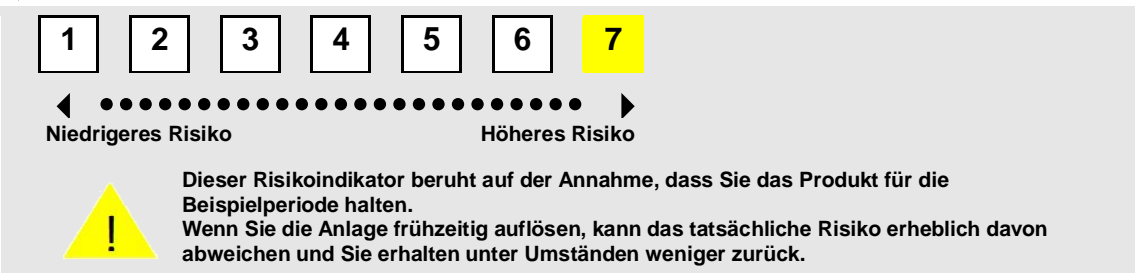 1 2 3 4 5 6 7
Niedrigeres Risiko Höheres Risiko
Dieser Risikoindikator beruht auf der Annahme, dass Sie das Produkt für die
Beispielperiode halten.
Wenn Sie die Anlage frühzeitig auflösen, kann das tatsächliche Risiko erheblich davon
abweichen und Sie erhalten unter Umständen weniger zurück.
!